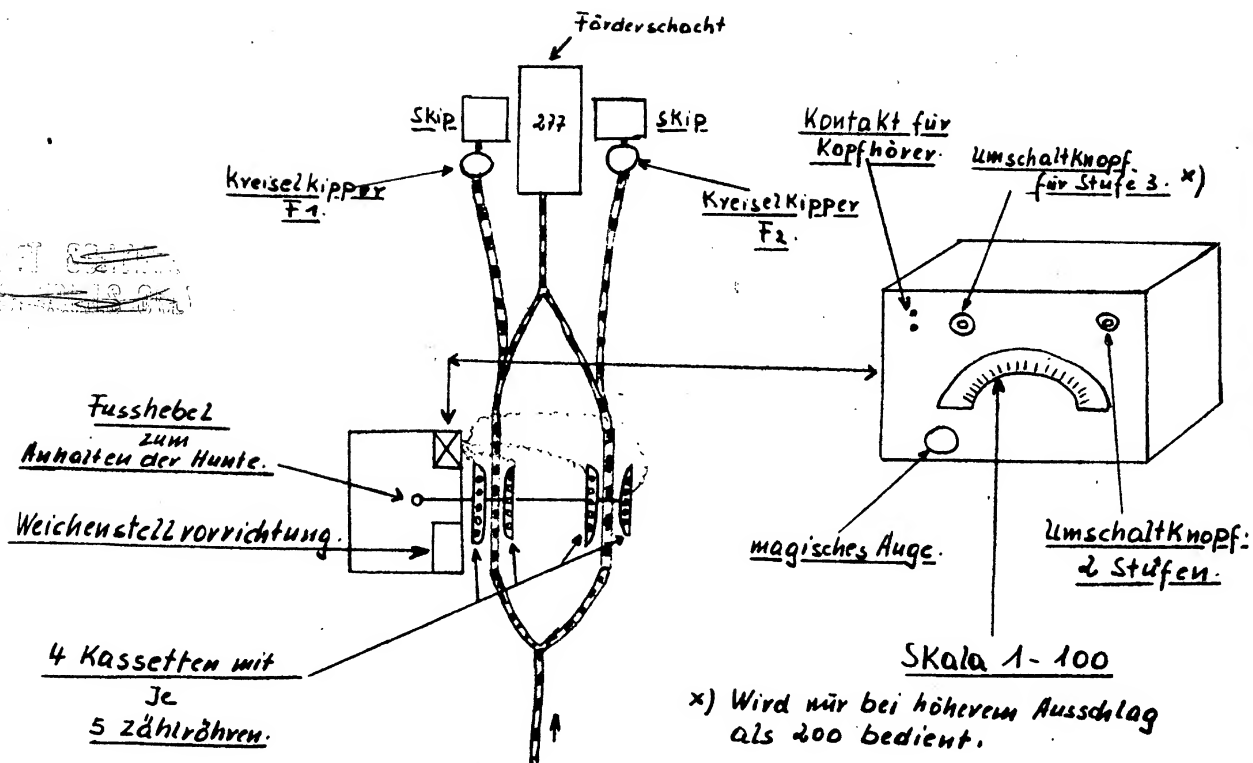 Förderschacht
Skip
277
Skip
Kreiselkipper
F1.
Kreiselkipper
F2.
Kontakt für
Kopfhörer.
Umschaltknopf
für Stufe 3. x)
Fusshebel
zum
Anhalten der Hunte.
Weichenstellvorrichtung.
magisches Auge.
Umschaltknopf:
2 Stufen.
4 Kassetten mit
Je
5 Zählröhren.
Skala 1-100
x) Wird nür bei höherem Ausschlag
als 200 bedient.